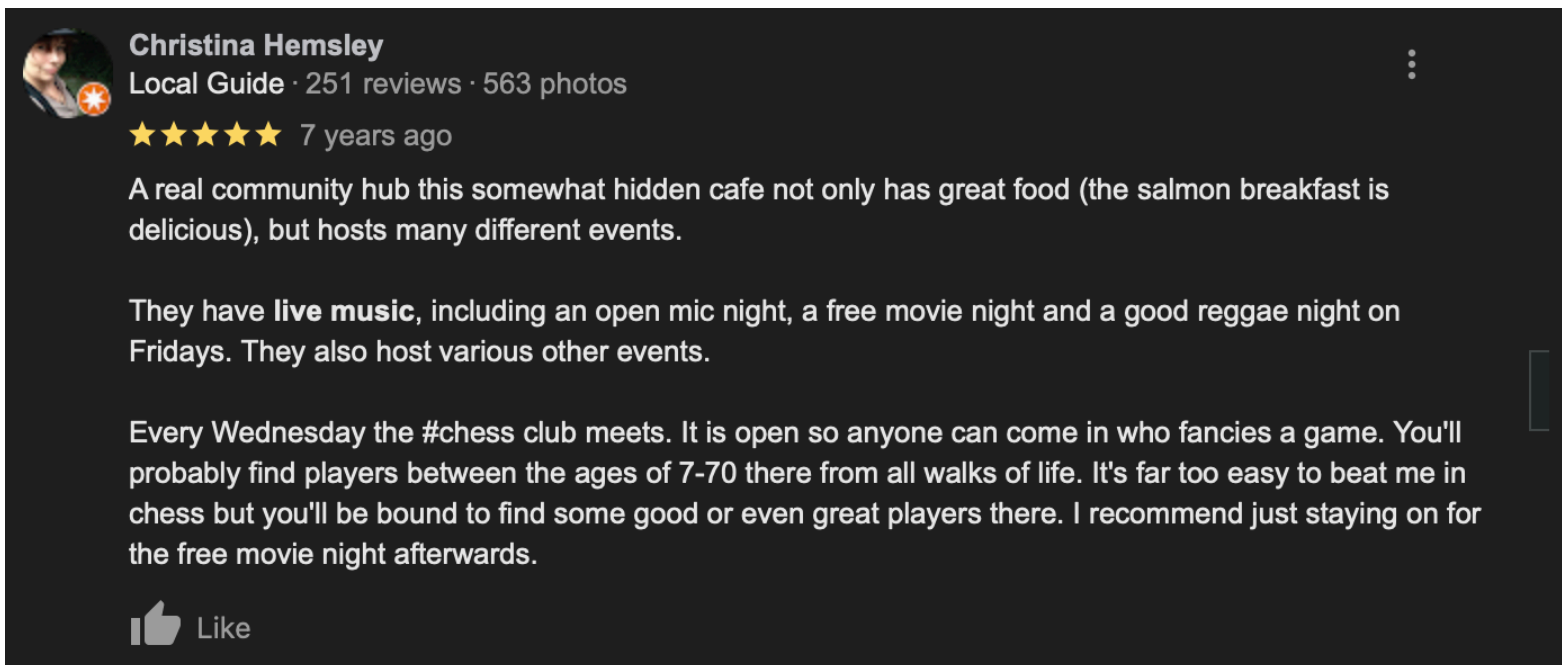 Christina Hemsley
Local Guide · 251 reviews · 563 photos
7 years ago
A real community hub this somewhat hidden cafe not only has great food (the salmon breakfast is
delicious), but hosts many different events.
They have live music, including an open mic night, a free movie night and a good reggae night on
Fridays. They also host various other events.
Every Wednesday the #chess club meets. It is open so anyone can come in who fancies a game. You'll
probably find players between the ages of 7-70 there from all walks of life. It's far too easy to beat me in
chess but you'll be bound to find some good or even great players there. I recommend just staying on for
the free movie night afterwards.
Like